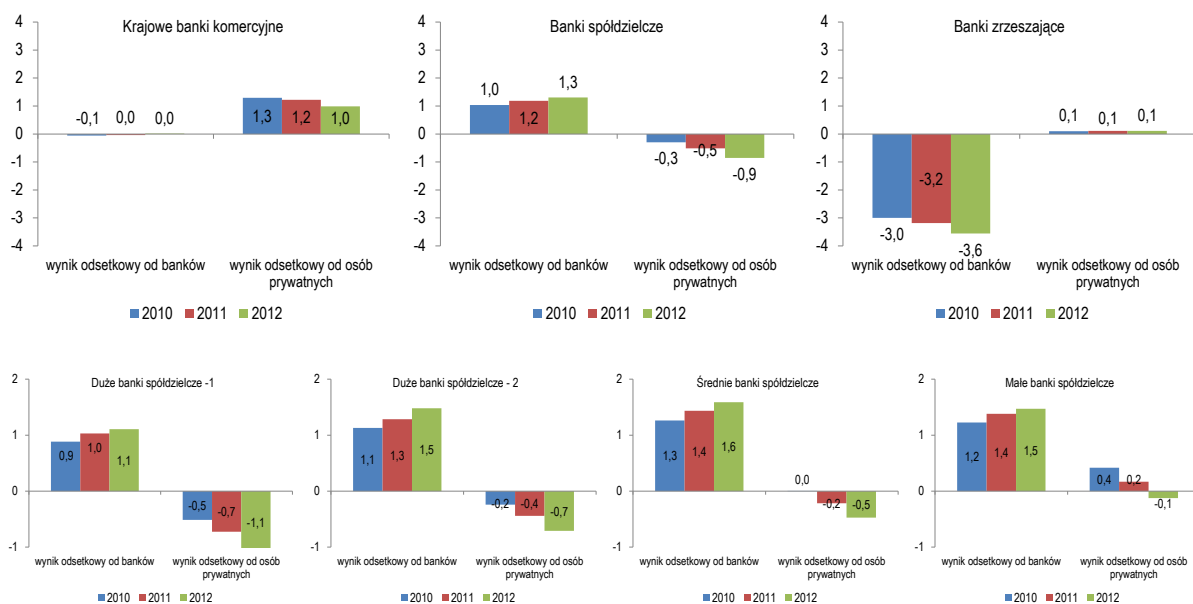 Krajowe banki komercyjne
4
3
2
1
0
-1
-2
-3
-4
-0,1
0,0
0,0
1,3
1,2
1,0
wynik odsetkowy od banków
wynik odsetkowy od osób
prywatnych
2010 2011 2012
Banki spółdzielcze
4
3
2
1
0
-1
-2
-3
-4
1,0
1,2
1,3
-0,3
-0,5
-0,9
wynik odsetkowy od banków
wynik odsetkowy od osób
prywatnych
2010 2011 2012
Banki zrzeszające
4
3
2
1
0
-1
-2
-3
-4
-3,0
-3,2
-3,6
0,1
0,1
0,1
wynik odsetkowy od banków
wynik odsetkowy od osób
prywatnych
2010 2011 2012
Duże banki spółdzielcze -1
2
1
0
-1
0,9
1,0
1,1
-0,5
-0,7
-1,1
wynik odsetkowy od banków
wynik odsetkowy od osób
prywatnych
2010 2011 2012
Duże banki spółdzielcze - 2
2
1
0
-1
1,1
1,3
1,5
-0,2
-0,4
-0,7
wynik odsetkowy od banków
wynik odsetkowy od osób
prywatnych
2010 2011 2012
Średnie banki spółdzielcze
2
1
0
-1
1,3
1,4
1,6
0,0
-0,2
-0,5
wynik odsetkowy od banków
wynik odsetkowy od osób
prywatnych
2010 2011 2012
Małe banki spółdzielcze
2
1
0
-1
1,2
1,4
1,5
0,4
0,2
-0,1
wynik odsetkowy od banków
wynik odsetkowy od osób
prywatnych
2010 2011 2012